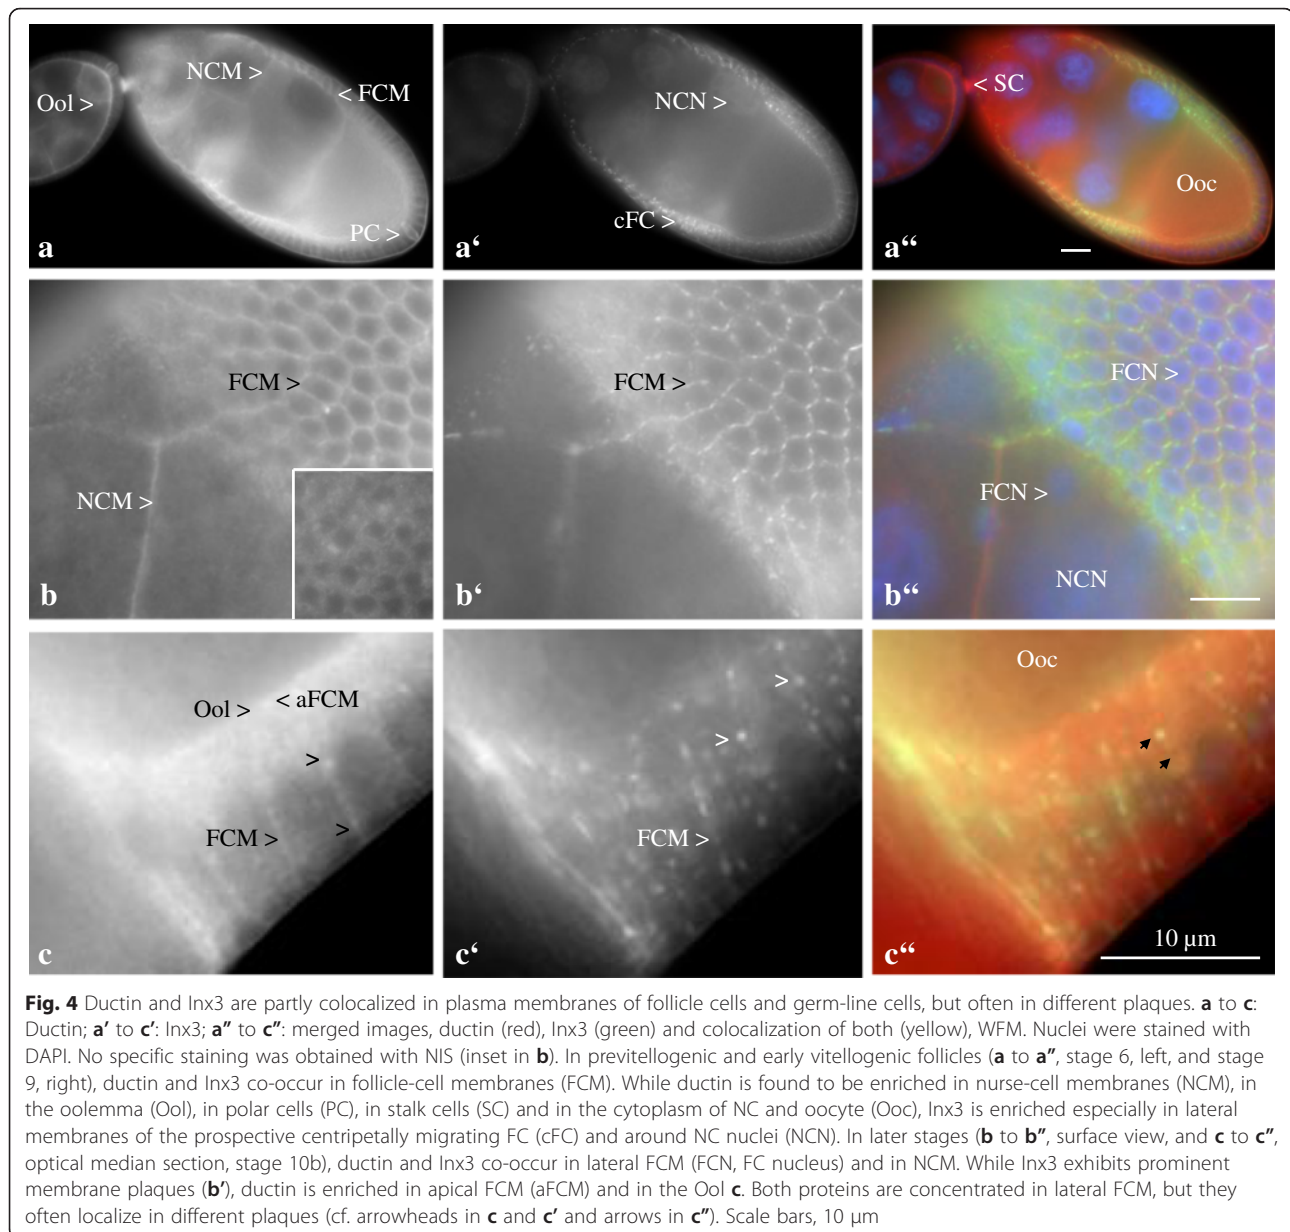 NCM >
Ool >
< FCM
PC >
a
NCN >
cFC >
a‘
< SC
Ooc
a“
FCM >
NCM >
b
FCM >
b‘
FCN >
FCN >
NCN
b“
Ool >
< aFCM
>
FCM >
>
c
>
>
FCM >
c‘
Ooc
10 µm
c“
Fig. 4 Ductin and Inx3 are partly colocalized in plasma membranes of follicle cells and germ-line cells, but often in different plaques. a to c:
Ductin; a’ to c’: Inx3; a” to c”: merged images, ductin (red), Inx3 (green) and colocalization of both (yellow), WFM. Nuclei were stained with
DAPI. No specific staining was obtained with NIS (inset in b). In previtellogenic and early vitellogenic follicles (a to a”, stage 6, left, and stage
9, right), ductin and Inx3 co-occur in follicle-cell membranes (FCM). While ductin is found to be enriched in nurse-cell membranes (NCM), in
the oolemma (Ool), in polar cells (PC), in stalk cells (SC) and in the cytoplasm of NC and oocyte (Ooc), Inx3 is enriched especially in lateral
membranes of the prospective centripetally migrating FC (cFC) and around NC nuclei (NCN). In later stages (b to b”, surface view, and c to c”,
optical median section, stage 10b), ductin and Inx3 co-occur in lateral FCM (FCN, FC nucleus) and in NCM. While Inx3 exhibits prominent
membrane plaques (b’), ductin is enriched in apical FCM (aFCM) and in the Ool c. Both proteins are concentrated in lateral FCM, but they
often localize in different plaques (cf. arrowheads in c and c’ and arrows in c”). Scale bars, 10 μm